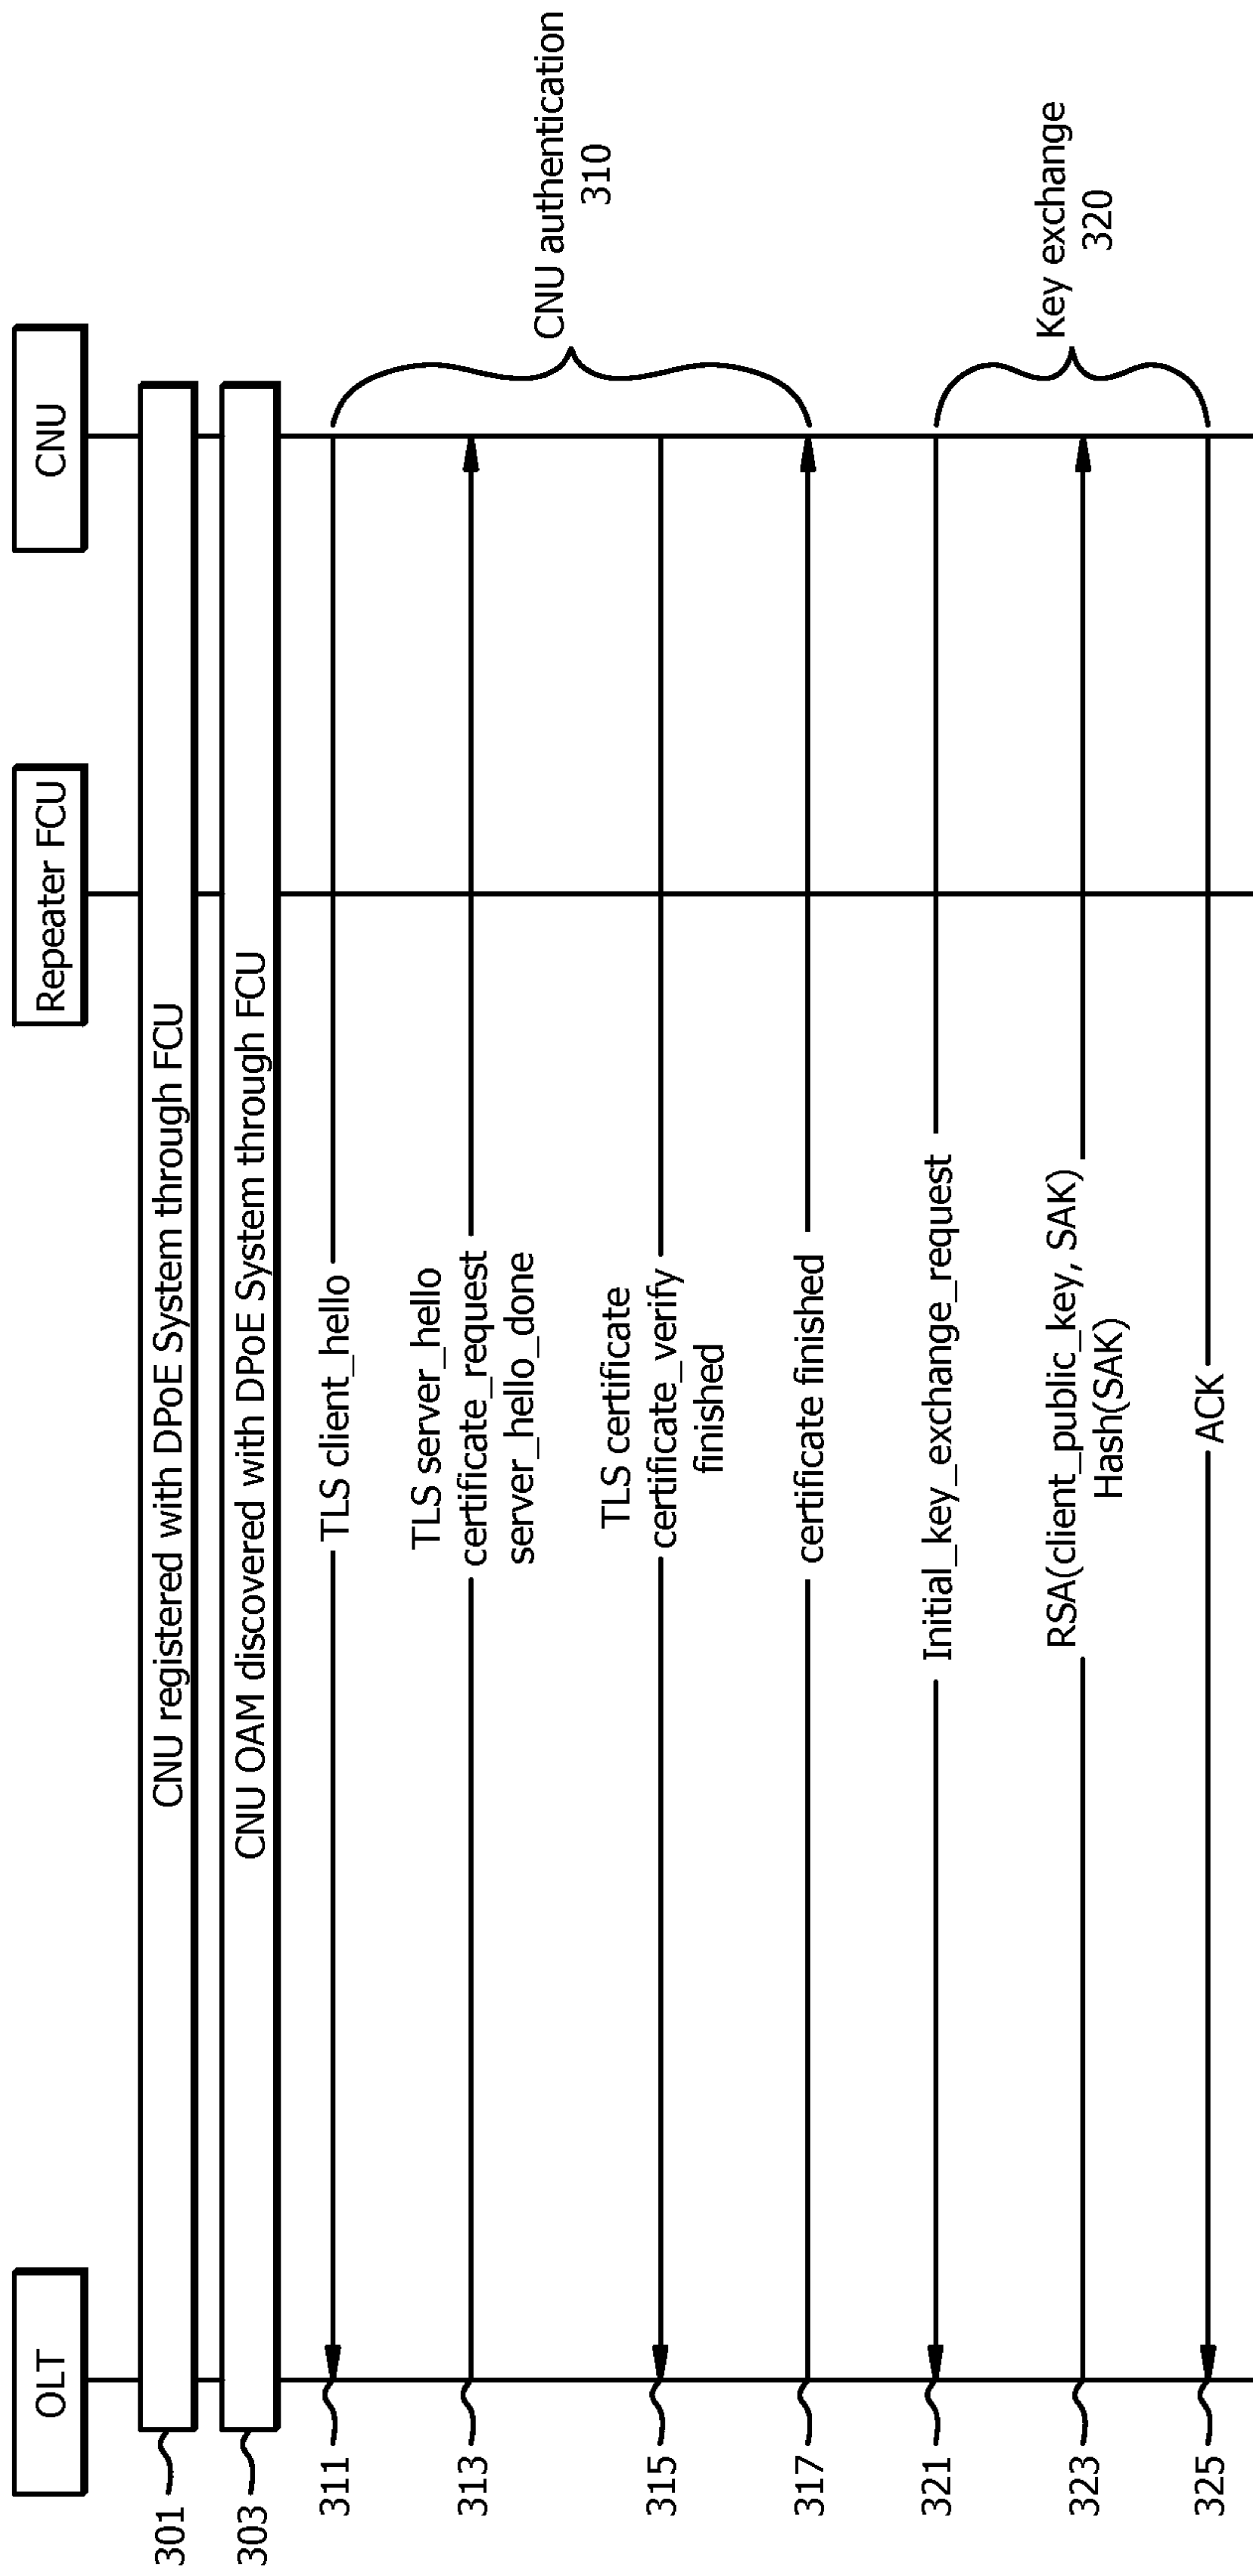 OLT
Repeater FCU
CNU
301
CNU registered with DPoE System through FCU
303
CNU OAM discovered with DPoE System through FCU
311
TLS client_hello
313
TLS server_hello
certificate_request
server_hello_done
315
TLS certificate
certificate_verify
finished
317
certificate finished
CNU authentication
310
321
Initial_key_exchange_request
323
RSA(client_public_key, SAK)
Hash(SAK)
325
ACK
Key exchange
320